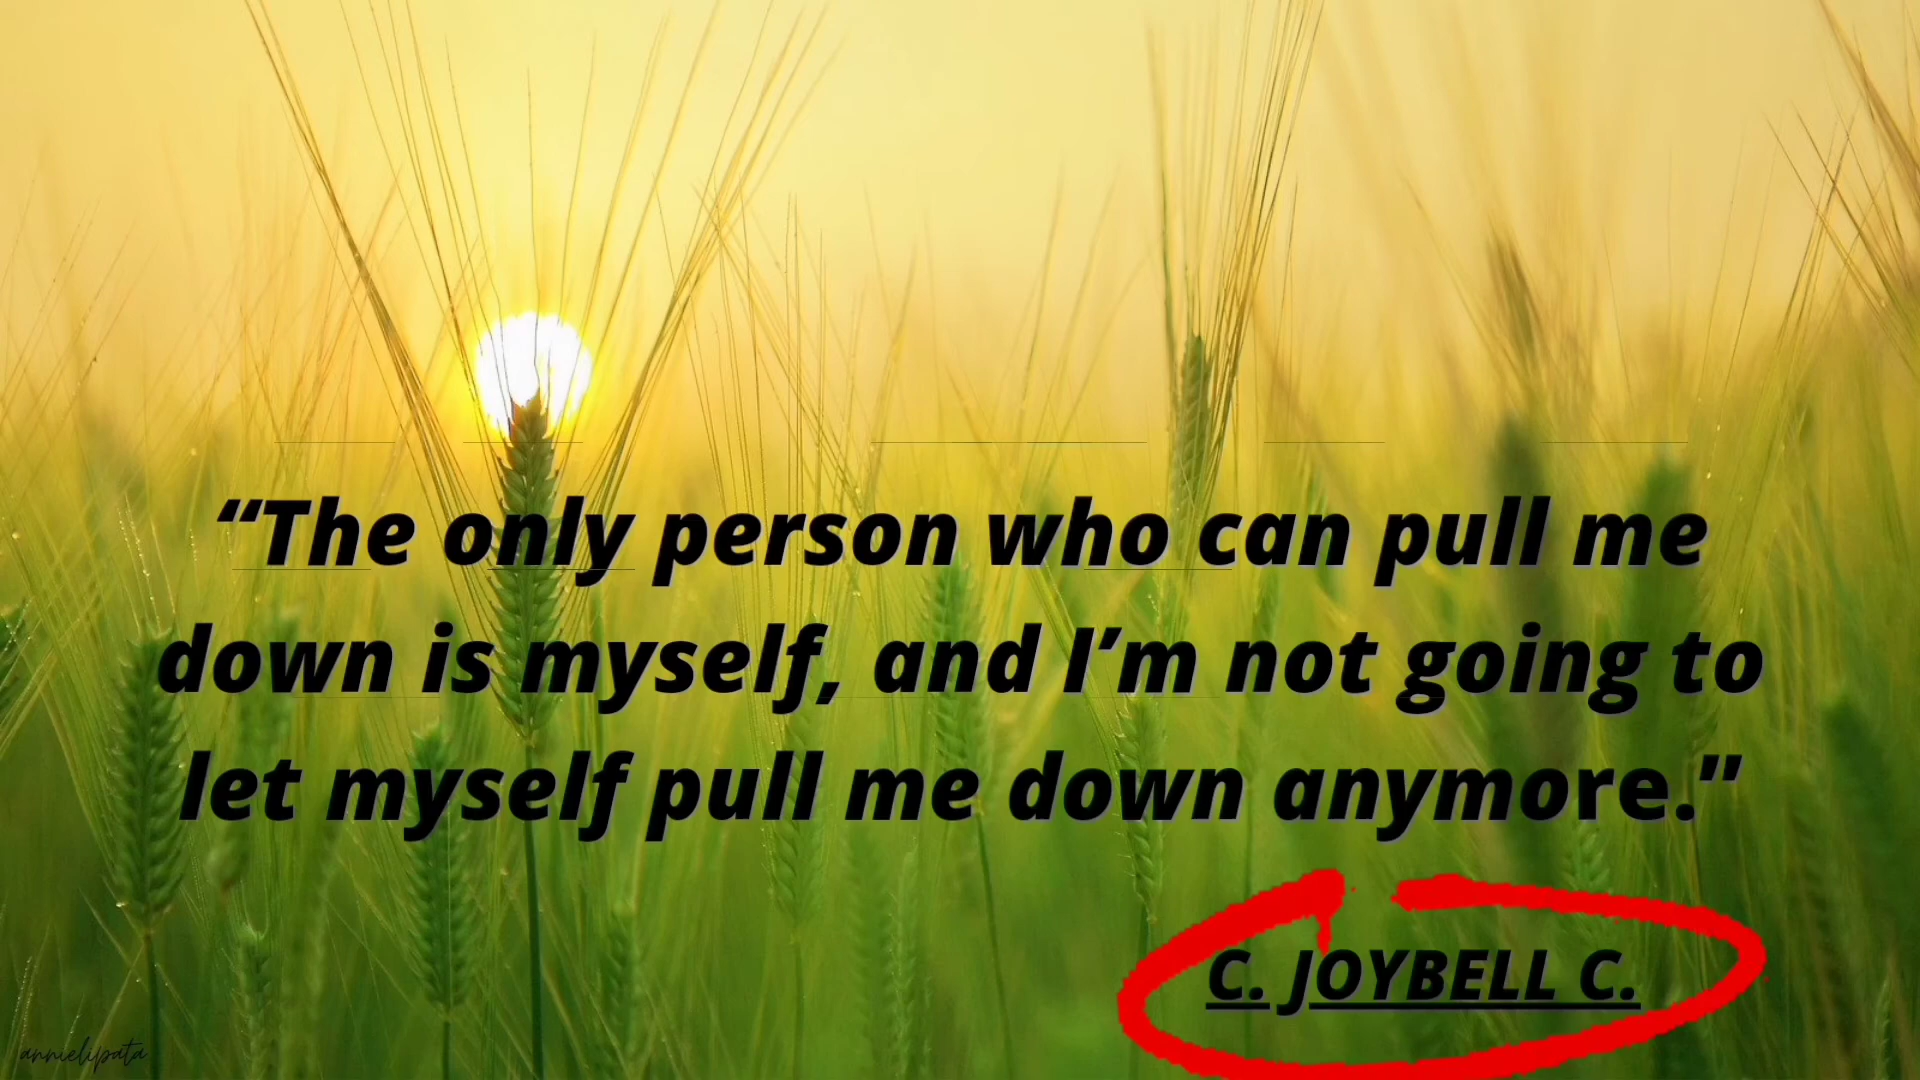 “The only person who can pull me
down is myself, and I’m not going to
let myself pull me down anymore.”
C. JOYBELL C.
annielipata